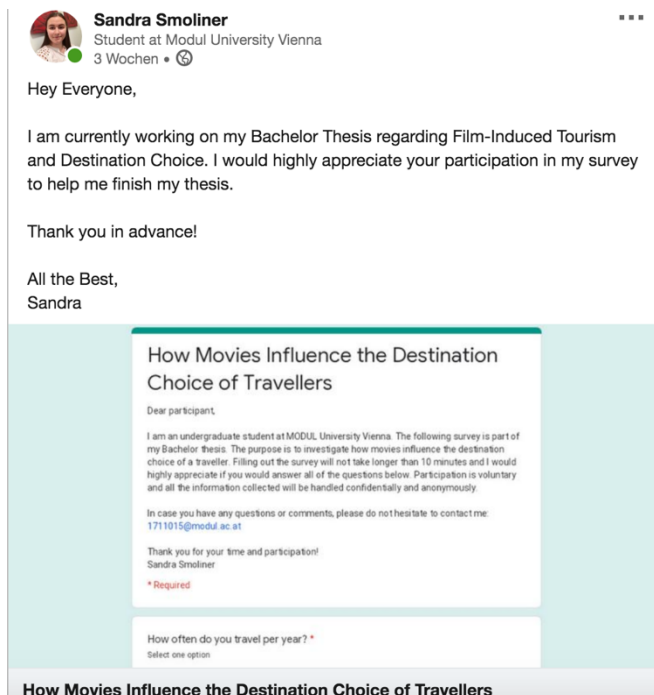 Sandra Smoliner
Student at Modul University Vienna
3 Wochen •
Hey Everyone,
I am currently working on my Bachelor Thesis regarding Film-Induced Tourism
and Destination Choice. I would highly appreciate your participation in my survey
to help me finish my thesis.
Thank you in advance!
All the Best,
Sandra
How Movies Influence the Destination
Choice of Travellers
Dear participant,
I am an undergraduate student at MODUL University Vienna. The following survey is part of
my Bachelor thesis. The purpose is to investigate how movies influence the destination
choice of a traveller. Filling out the survey will not take longer than 10 minutes and I would
highly appreciate if you would answer all of the questions below. Participation is voluntary
and all the information collected will be handled confidentially and anonymously.
In case you have any questions or comments, please do not hesitate to contact me:
1711015@modul.ac.at
Thank you for your time and participation!
Sandra Smoliner
* Required
How often do you travel per year? *
Select one option
How Movies Influence the Destination Choice of Travellers